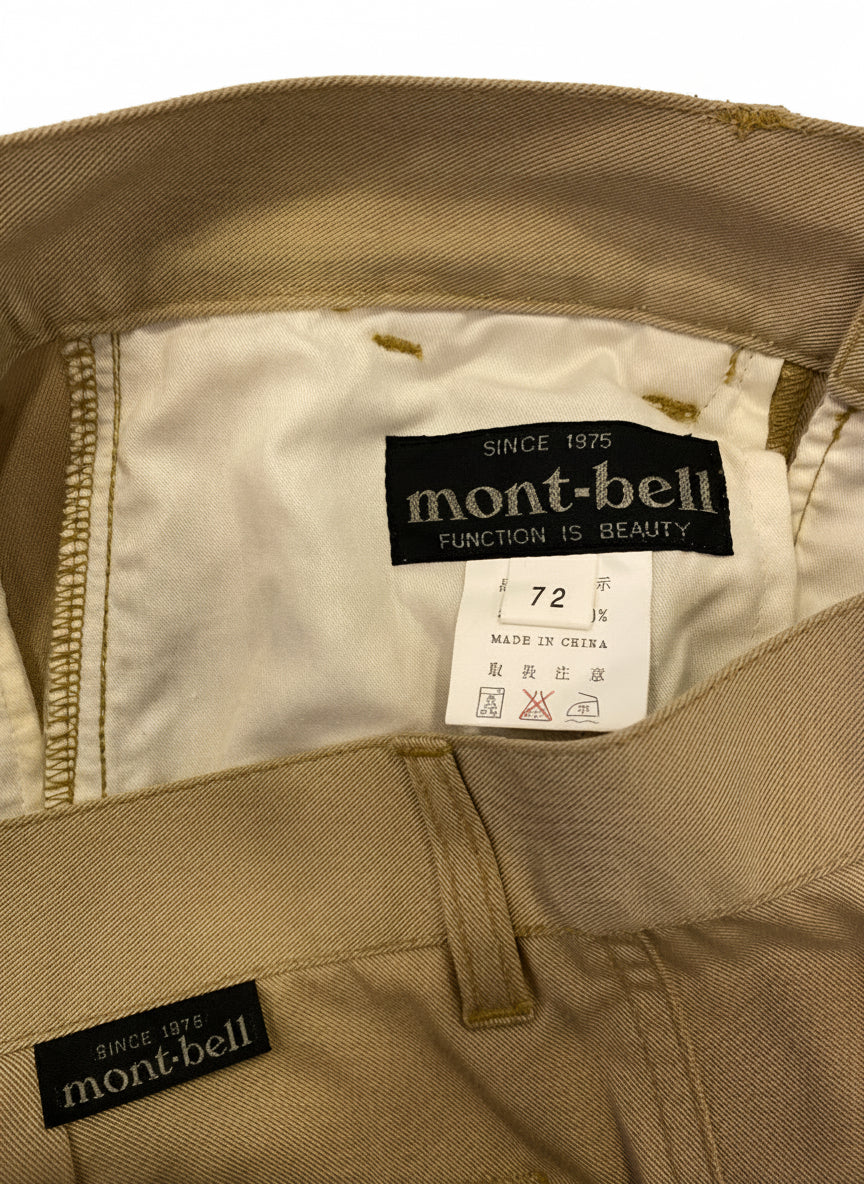 SINCE 1975
mont-bell
FUNCTION IS BEAUTY
示
72
%
MADE IN CHINA
取扱注意
SINCE 1975
mont-bell